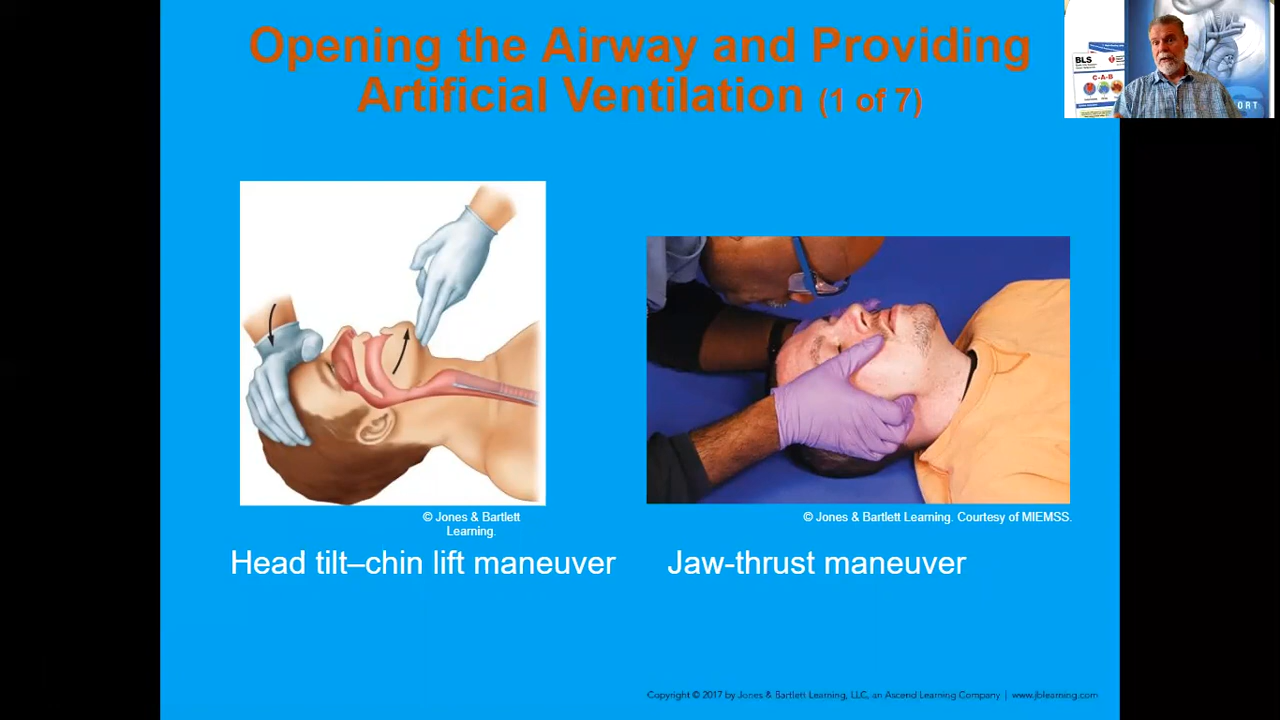 Opening the Airway and Providing
Artificial Ventilation (1 of 7)
BLS
C-A-B
ORT
© Jones & Bartlett
Learning.
© Jones & Bartlett Learning. Courtesy of MIEMSS.
Head tilt–chin lift maneuver
Jaw-thrust maneuver
Copyright © 2017 by Jones & Bartlett Learning, LLC, an Ascend Learning Company | www.jblearning.com